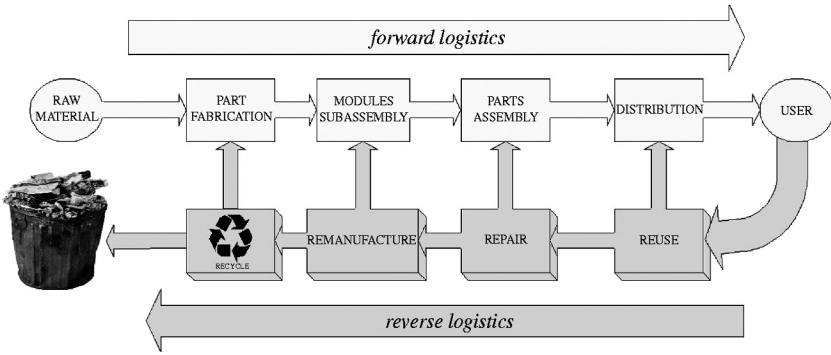 forward logistics
RAW
MATERIAL
PART
FABRICATION
MODULES
SUBASSEMBLY
PARTS
ASSEMBLY
DISTRIBUTION
USER
RECYCLE
REMANUFACTURE
REPAIR
REUSE
reverse logistics